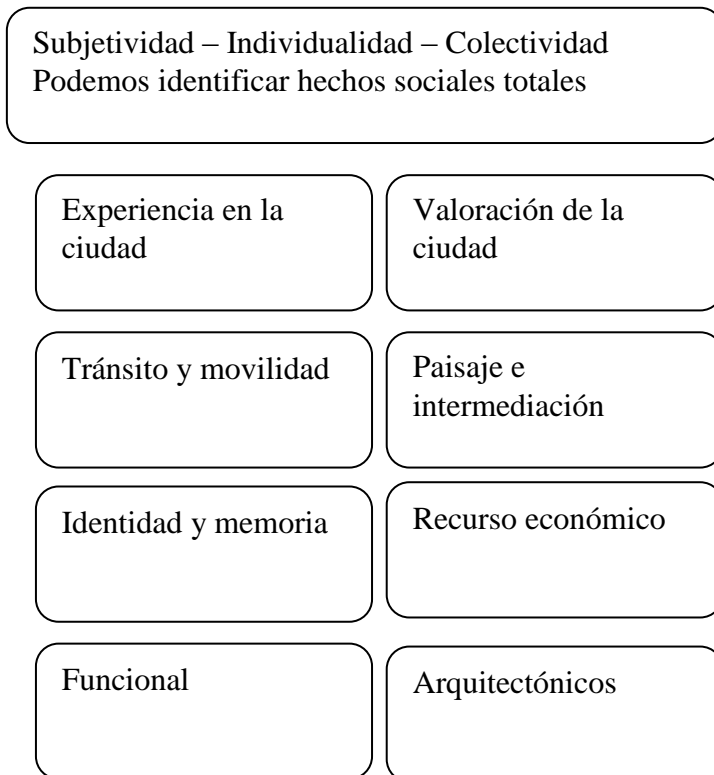 Subjetividad – Individualidad – Colectividad
Podemos identificar hechos sociales totales
Experiencia en la
ciudad
Valoración de la
ciudad
Tránsito y movilidad
Paisaje e
intermediación
Identidad y memoria
Recurso económico
Funcional
Arquitectónicos